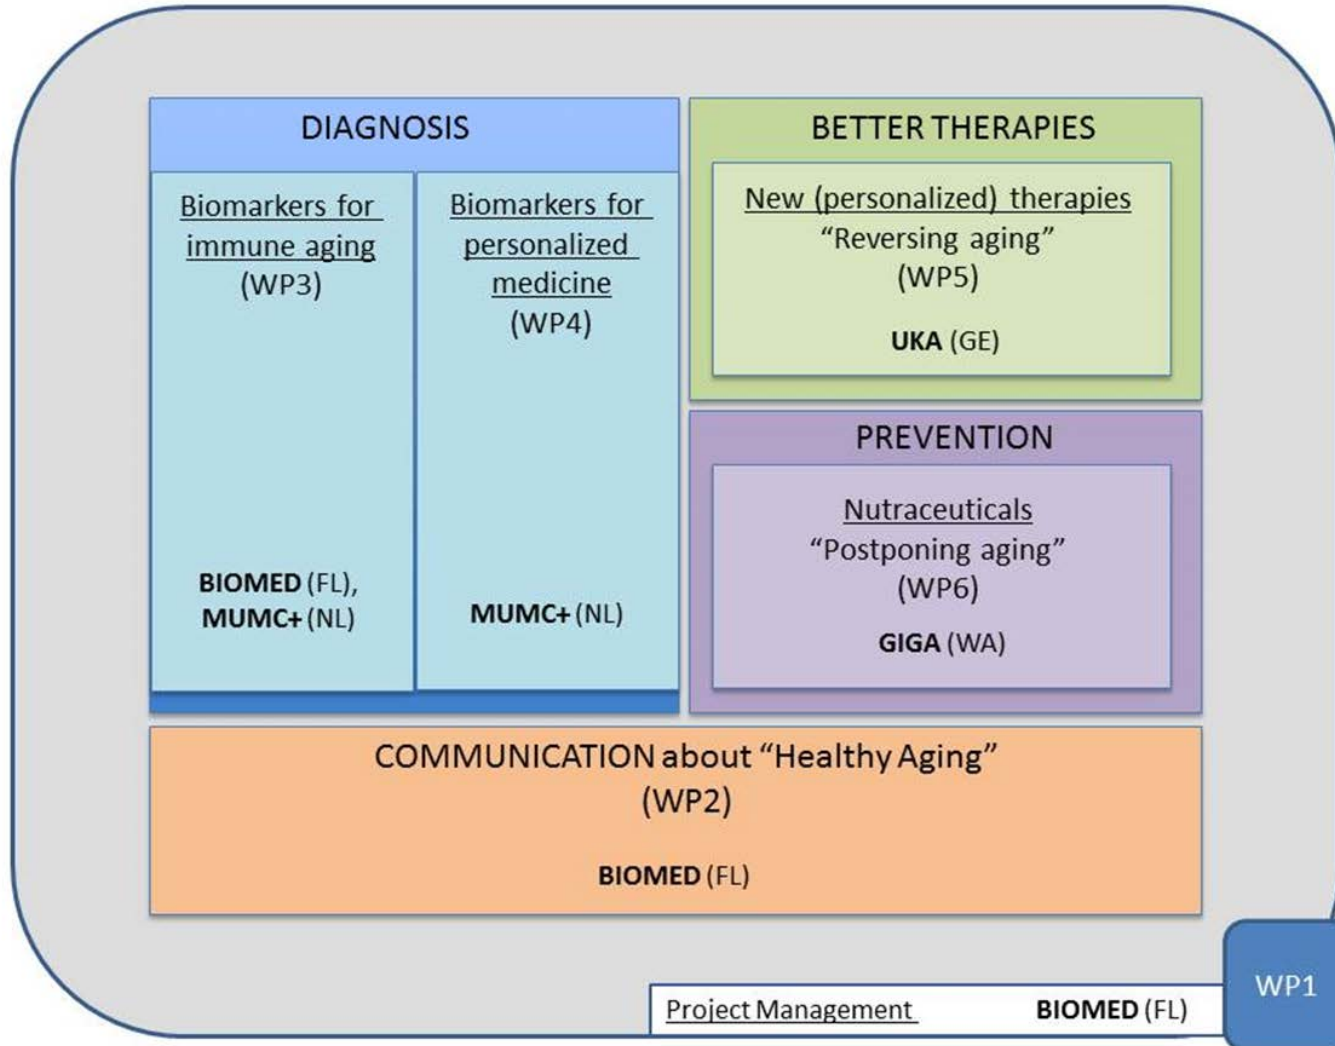 DIAGNOSIS
Biomarkers for
immune aging
(WP3)
BIOMED (FL),
MUMC+ (NL)
Biomarkers for
personalized
medicine
(WP4)
MUMC+ (NL)
BETTER THERAPIES
New (personalized) therapies
“Reversing aging”
(WP5)
UKA (GE)
PREVENTION
Nutraceuticals
“Postponing aging”
(WP6)
GIGA (WA)
COMMUNICATION about “Healthy Aging”
(WP2)
BIOMED (FL)
Project Management BIOMED (FL)
WP1